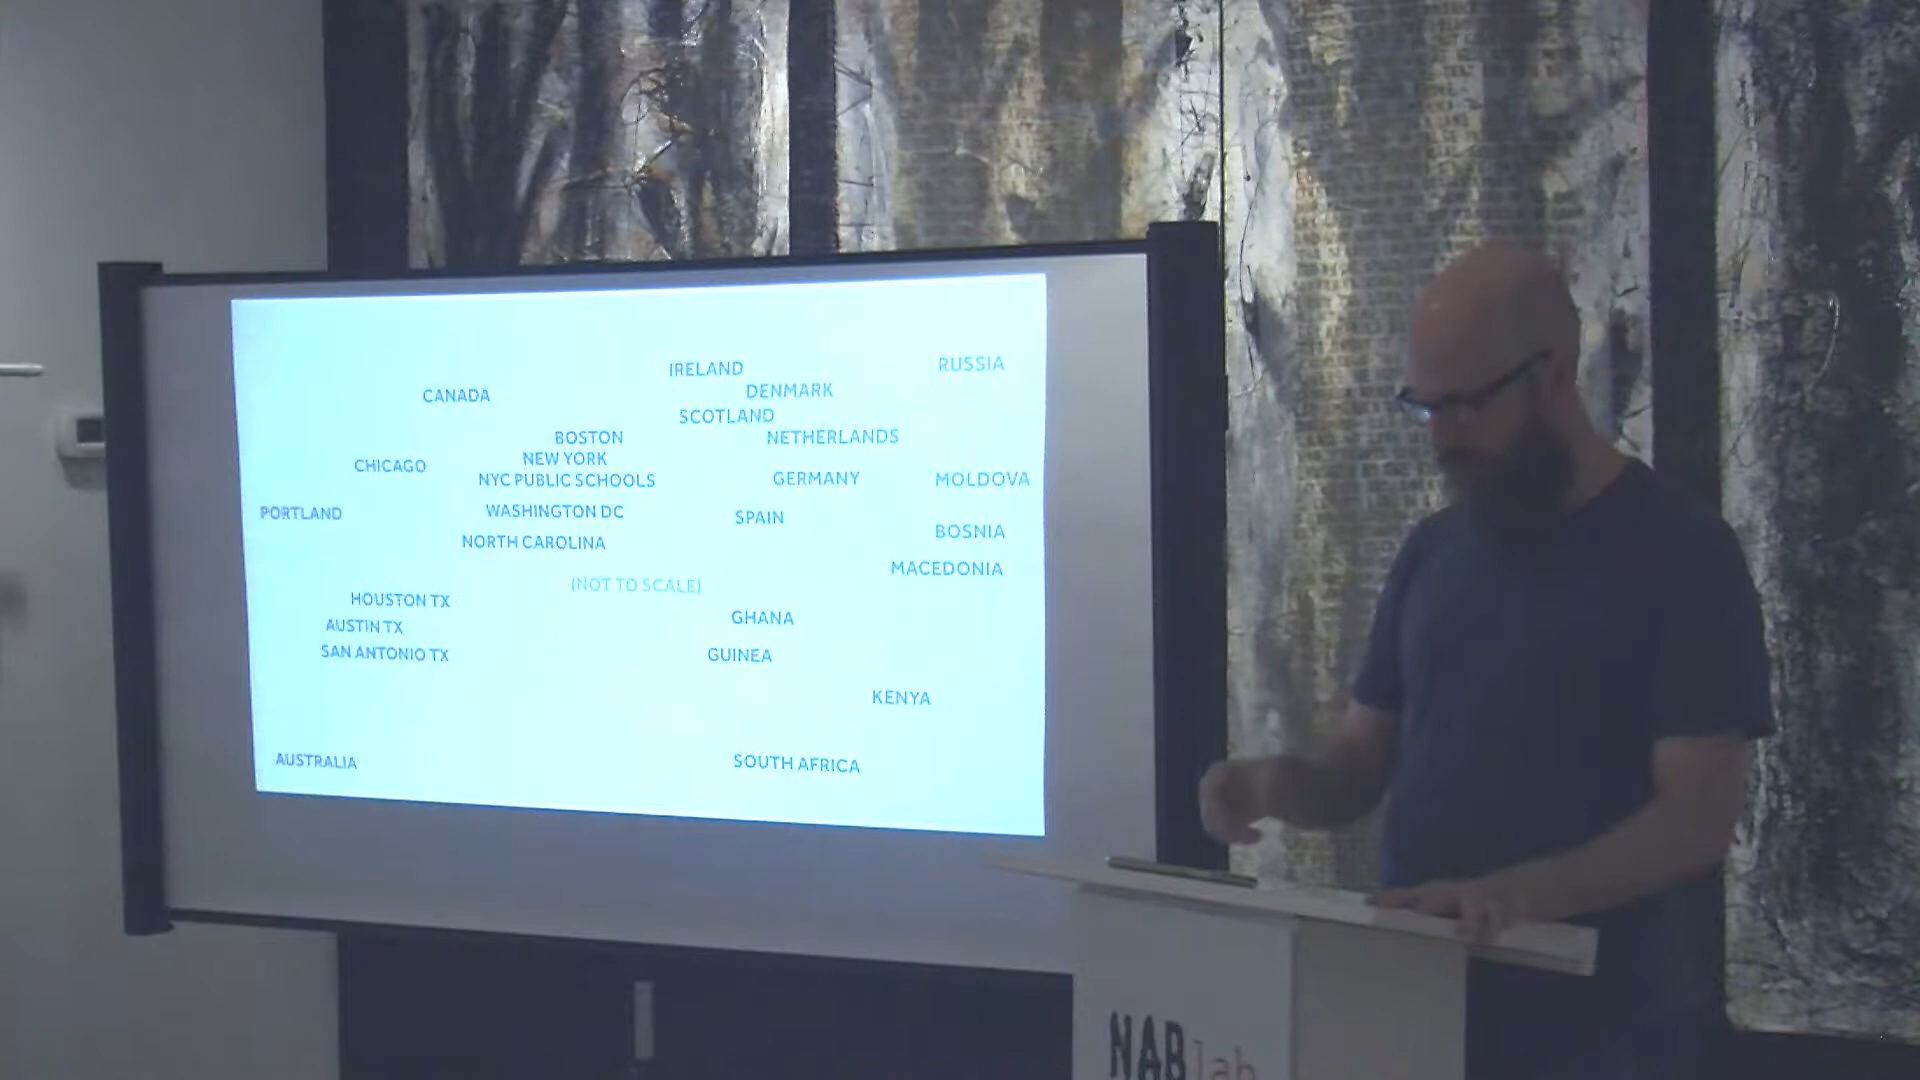 IRELAND
RUSSIA
CANADA
DENMARK
SCOTLAND
BOSTON
NETHERLANDS
NEW YORK
CHICAGO
NYC PUBLIC SCHOOLS
GERMANY
MOLDOVA
PORTLAND
WASHINGTON DC
SPAIN
BOSNIA
NORTH CAROLINA
MACEDONIA
(NOT TO SCALE)
HOUSTON TX
GHANA
AUSTIN TX
SAN ANTONIO TX
GUINEA
KENYA
AUSTRALIA
SOUTH AFRICA
NAB lab